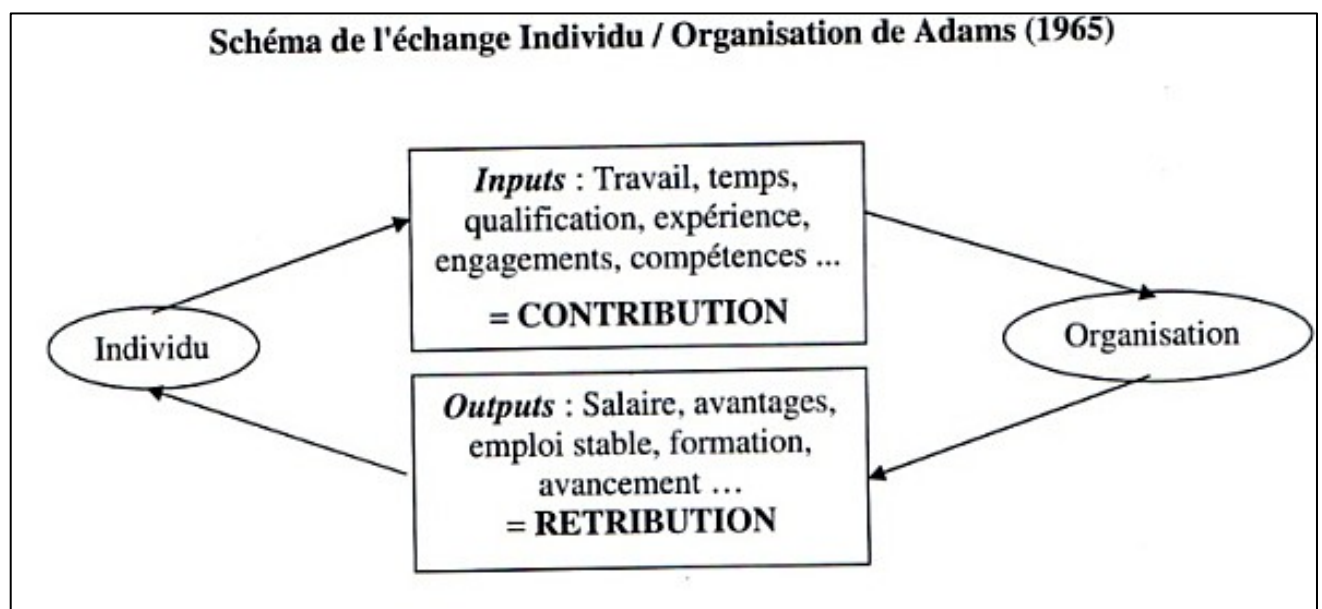 Schéma de l'échange Individu / Organisation de Adams (1965)
Inputs : Travail, temps,
qualification, expérience,
engagements, compétences ...
= CONTRIBUTION
Individu
Organisation
Outputs : Salaire, avantages,
emploi stable, formation,
avancement ...
= RETRIBUTION